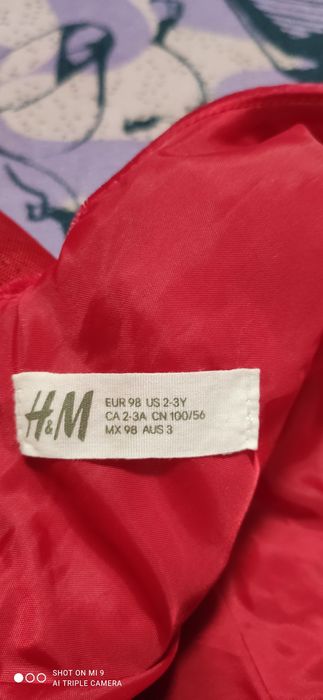 H&M
EUR 98 US 2-3Y
CA 2-3A CN 100/56
MX 98 AUS 3
SHOT ON MI 9
AI TRIPLE CAMERA